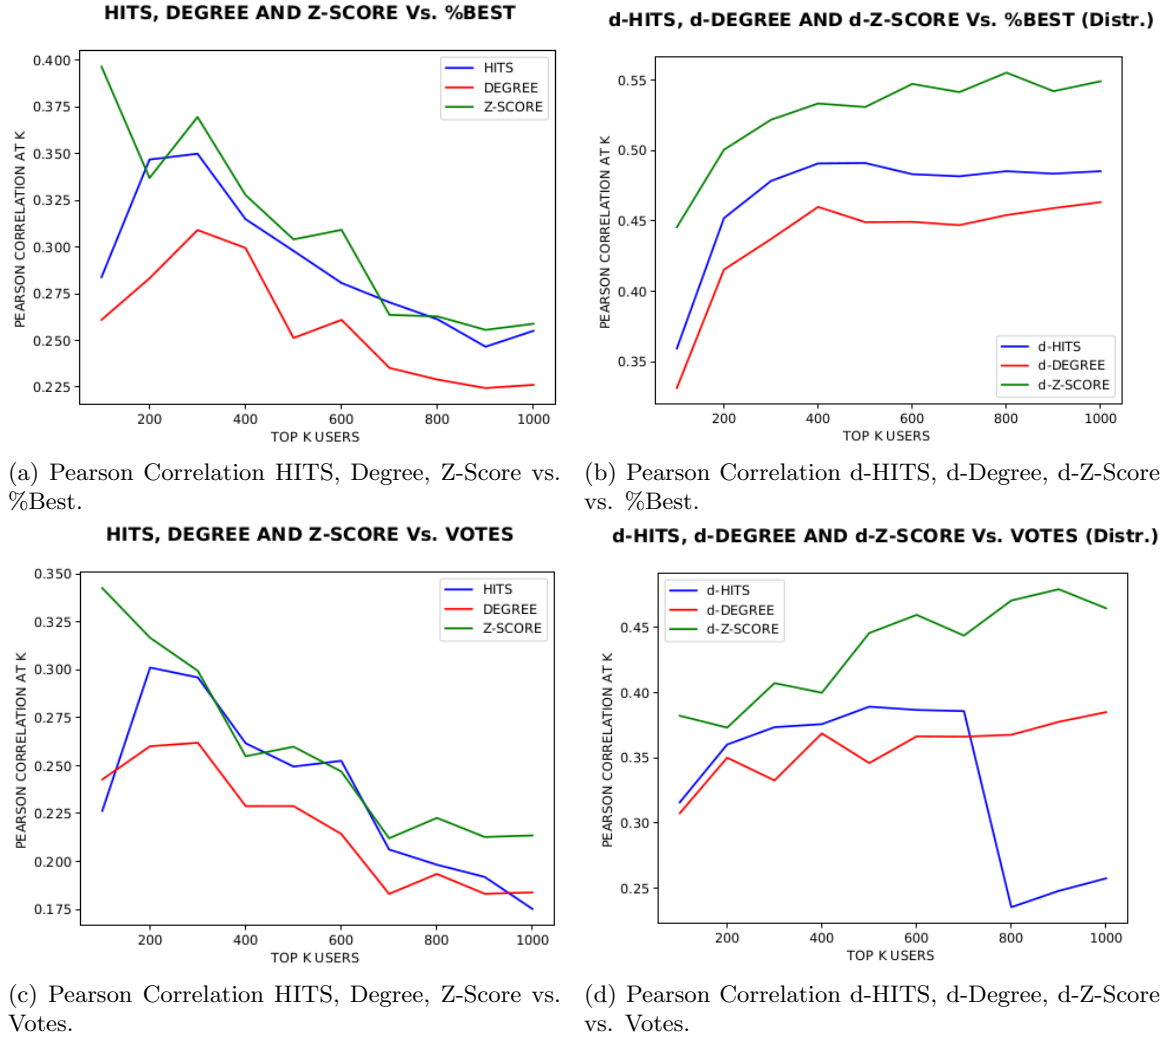 HITS, DEGREE AND Z-SCORE Vs. %BEST
PEARSON CORRELATION AT K
0.400
0.375
0.350
0.325
0.300
0.275
0.250
0.225
HITS
DEGREE
Z-SCORE
200 400 600 800 1000
TOP K USERS
(a) Pearson Correlation HITS, Degree, Z-Score vs.
%Best.
d-HITS, d-DEGREE AND d-Z-SCORE Vs. %BEST (Distr.)
PEARSON CORRELATION AT K
0.55
0.50
0.45
0.40
0.35
d-HITS
d-DEGREE
d-Z-SCORE
200 400 600 800 1000
TOP K USERS
(b) Pearson Correlation d-HITS, d-Degree, d-Z-Score
vs. %Best.
HITS, DEGREE AND Z-SCORE Vs. VOTES
PEARSON CORRELATION AT K
0.350
0.325
0.300
0.275
0.250
0.225
0.200
0.175
HITS
DEGREE
Z-SCORE
200 400 600 800 1000
TOP K USERS
(c) Pearson Correlation HITS, Degree, Z-Score vs.
Votes.
d-HITS, d-DEGREE AND d-Z-SCORE Vs. VOTES (Distr.)
PEARSON CORRELATION AT K
0.45
0.40
0.35
0.30
0.25
d-HITS
d-DEGREE
d-Z-SCORE
200 400 600 800 1000
TOP K USERS
(d) Pearson Correlation d-HITS, d-Degree, d-Z-Score
vs. Votes.